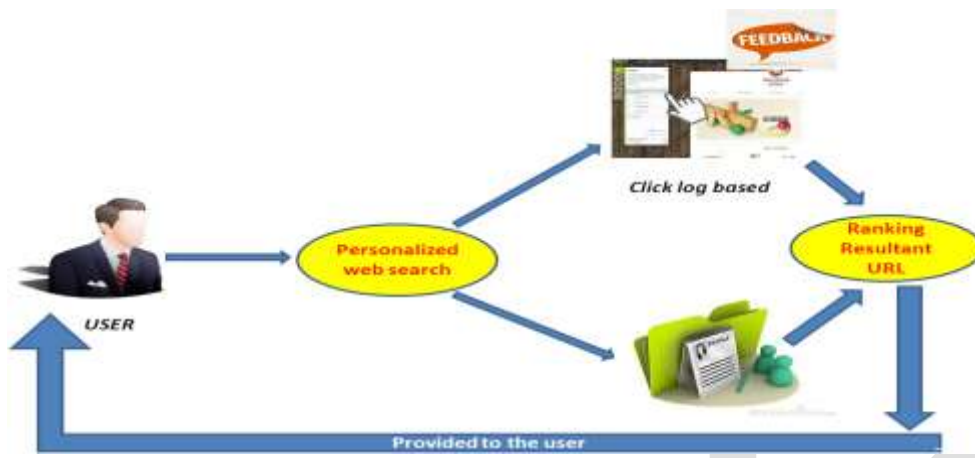 FEEDBACK
Click log based
Personalized
web search
Ranking
Resultant
URL
USER
Provided to the user